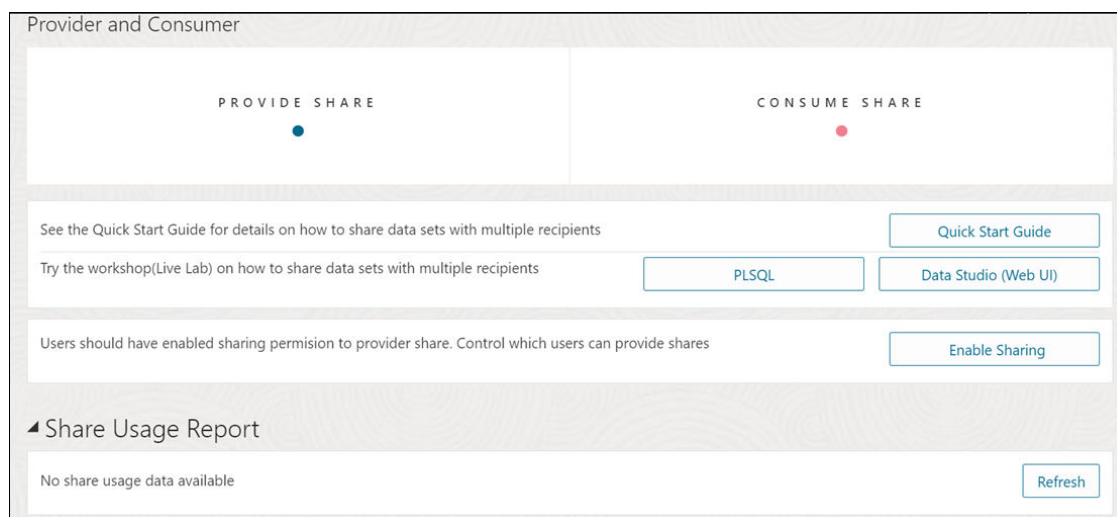 Provider and Consumer
PROVIDE SHARE
CONSUME SHARE
See the Quick Start Guide for details on how to share data sets with multiple recipients
Quick Start Guide
Try the workshop(Live Lab) on how to share data sets with multiple recipients
PLSQL
Data Studio (Web UI)
Users should have enabled sharing permision to provider share. Control which users can provide shares
Enable Sharing
Share Usage Report
No share usage data available
Refresh